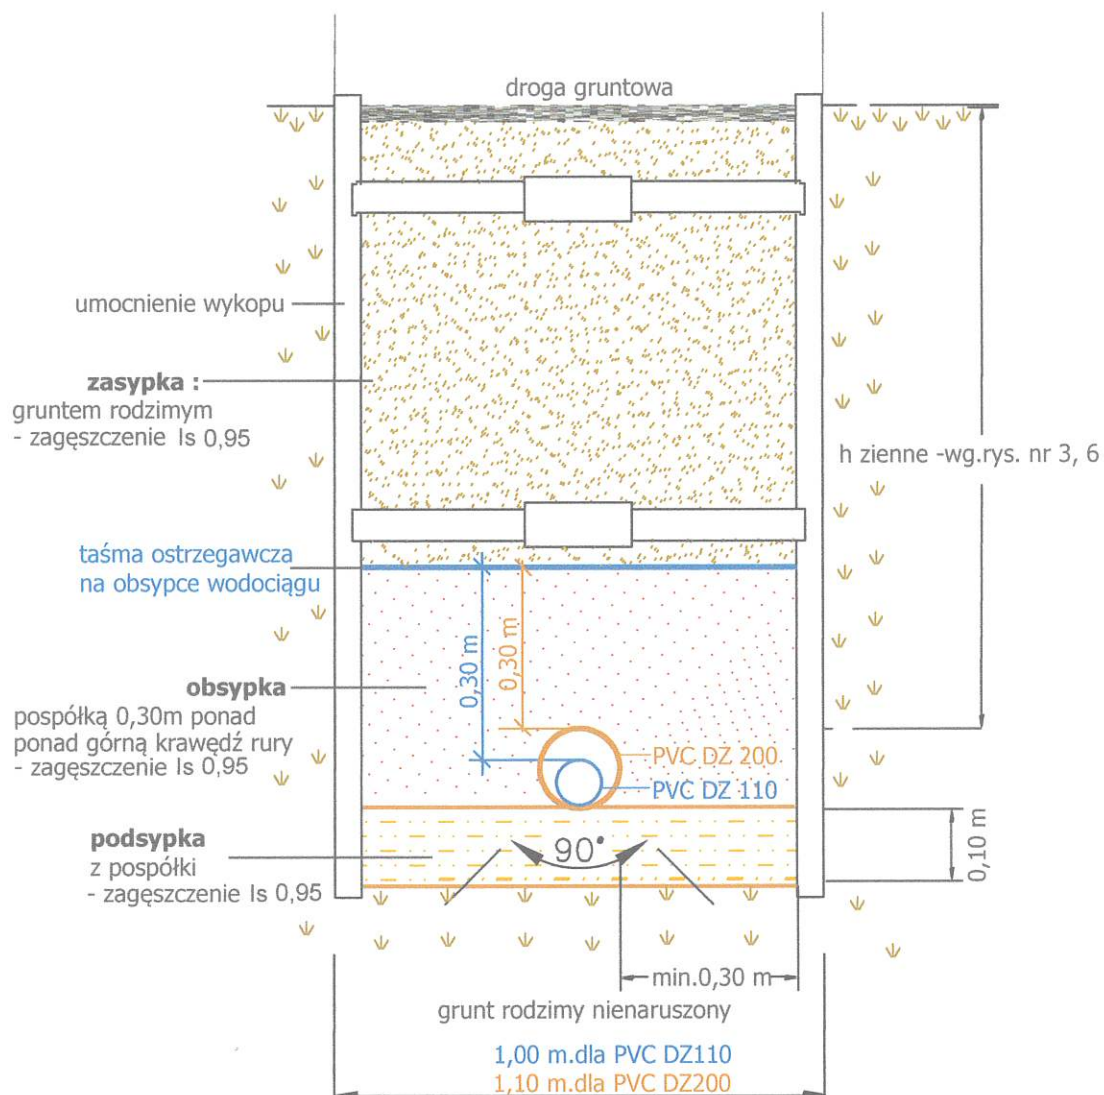 droga gruntowa
umocnienie wykopu
zasypka :
gruntem rodzimym
- zagęszczenie Is 0,95
h zienne -wg.rys. nr 3, 6
taśma ostrzegawcza
na obsypce wodociągu
0,30 m
0,30 m
obsypka
pospółką 0,30m ponad
ponad górną krawędź rury
- zagęszczenie Is 0,95
PVC DZ 200
PVC DZ 110
podsypka
z pospółki
- zagęszczenie Is 0,95
90°
0,10 m
min.0,30 m
grunt rodzimy nienaruszony
1,00 m.dla PVC DZ110
1,10 m.dla PVC DZ200